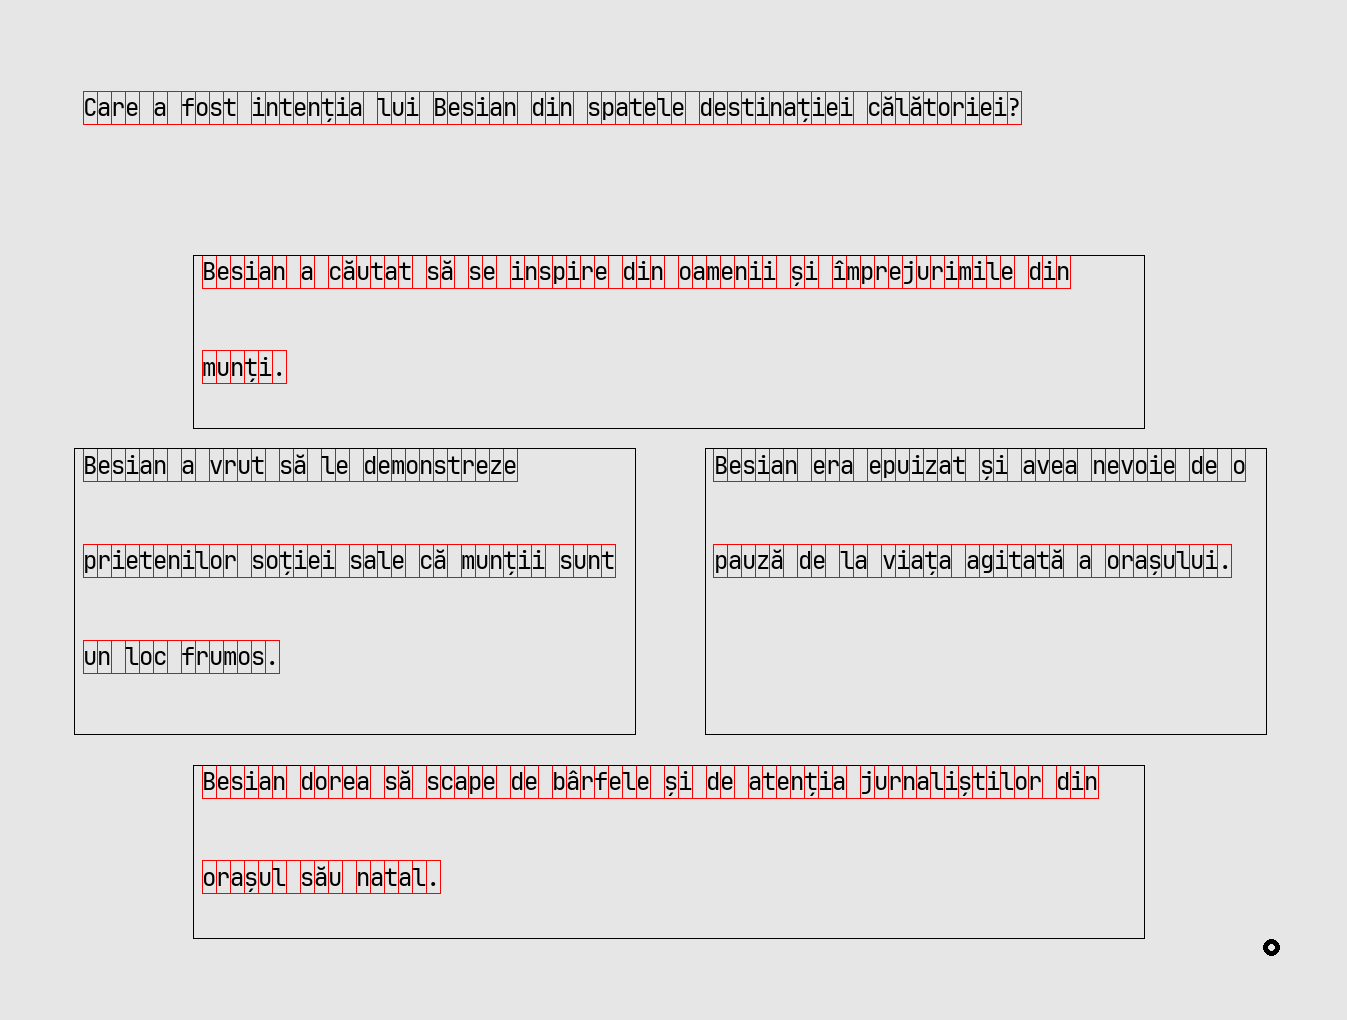 Care a fost intenția lui Besian din spatele destinației călătoriei?
Besian a căutat să se inspire din oamenii și împrejurimile din
munți.
Besian a vrut să le demonstreze
prietenilor soției sale că munții sunt
un loc frumos.
Besian era epuizat și avea nevoie de o
pauză de la viața agitată a orașului.
Besian dorea să scape de bârfele și de atenția jurnaliștilor din
orașul său natal.